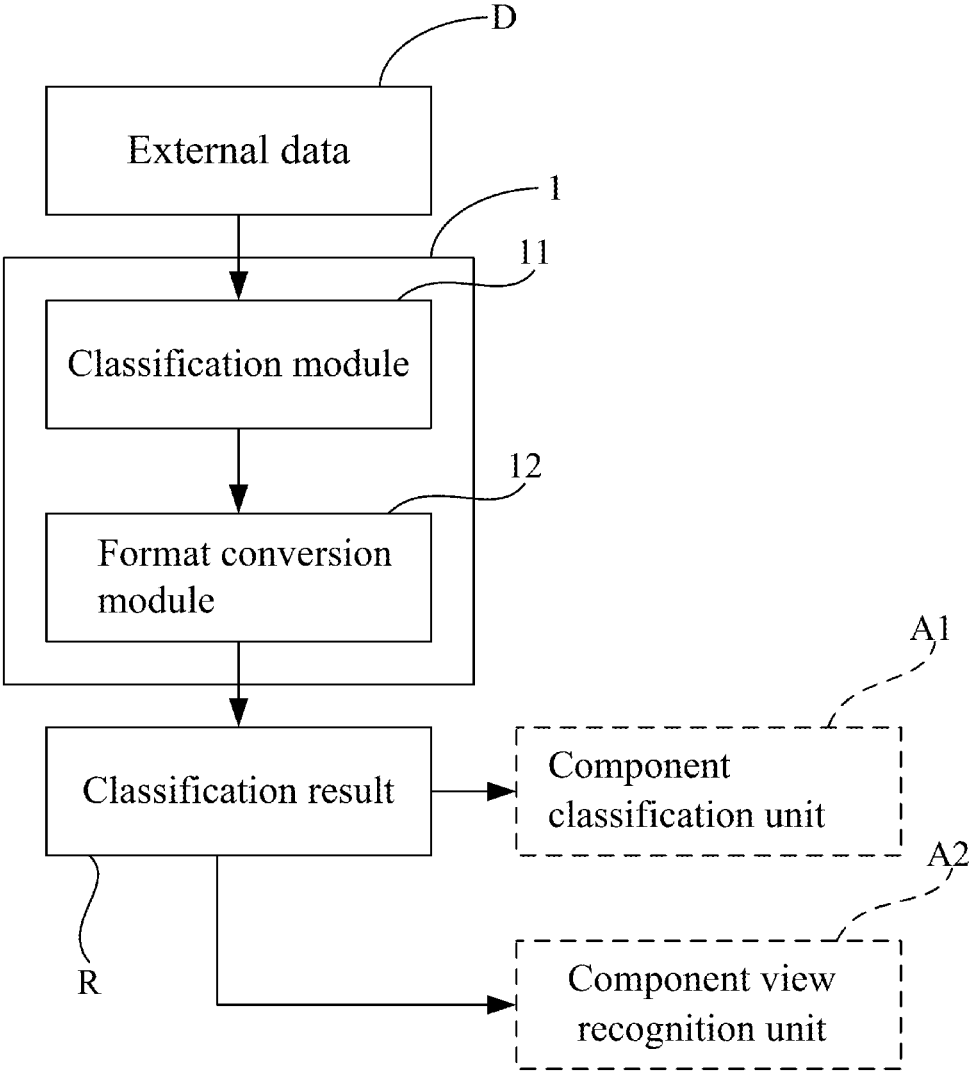 D
External data
1
11
Classification module
12
Format conversion
module
A1
Classification result
Component
classification unit
A2
R
Component view
recognition unit